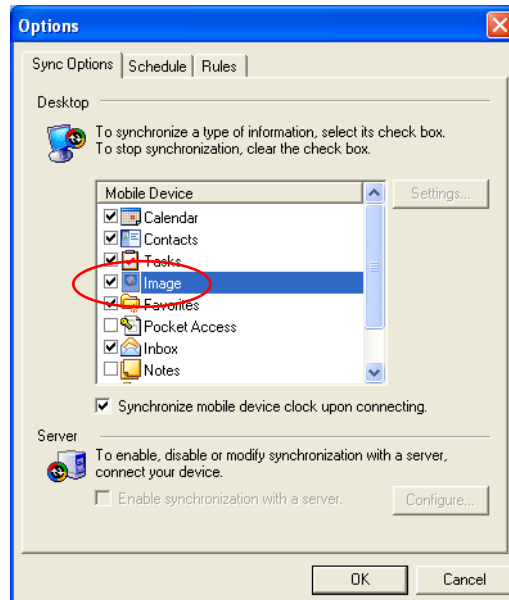 Options
Sync Options Schedule Rules
Desktop
To synchronize a type of information, select its check box.
To stop synchronization, clear the check box.
Mobile Device
Settings...
Calendar
Contacts
Tasks
Image
Favorites
Pocket Access
Inbox
Notes
Synchronize mobile device clock upon connecting.
Server
To enable, disable or modify synchronization with a server,
connect your device.
Enable synchronization with a server.
Configure...
OK Cancel